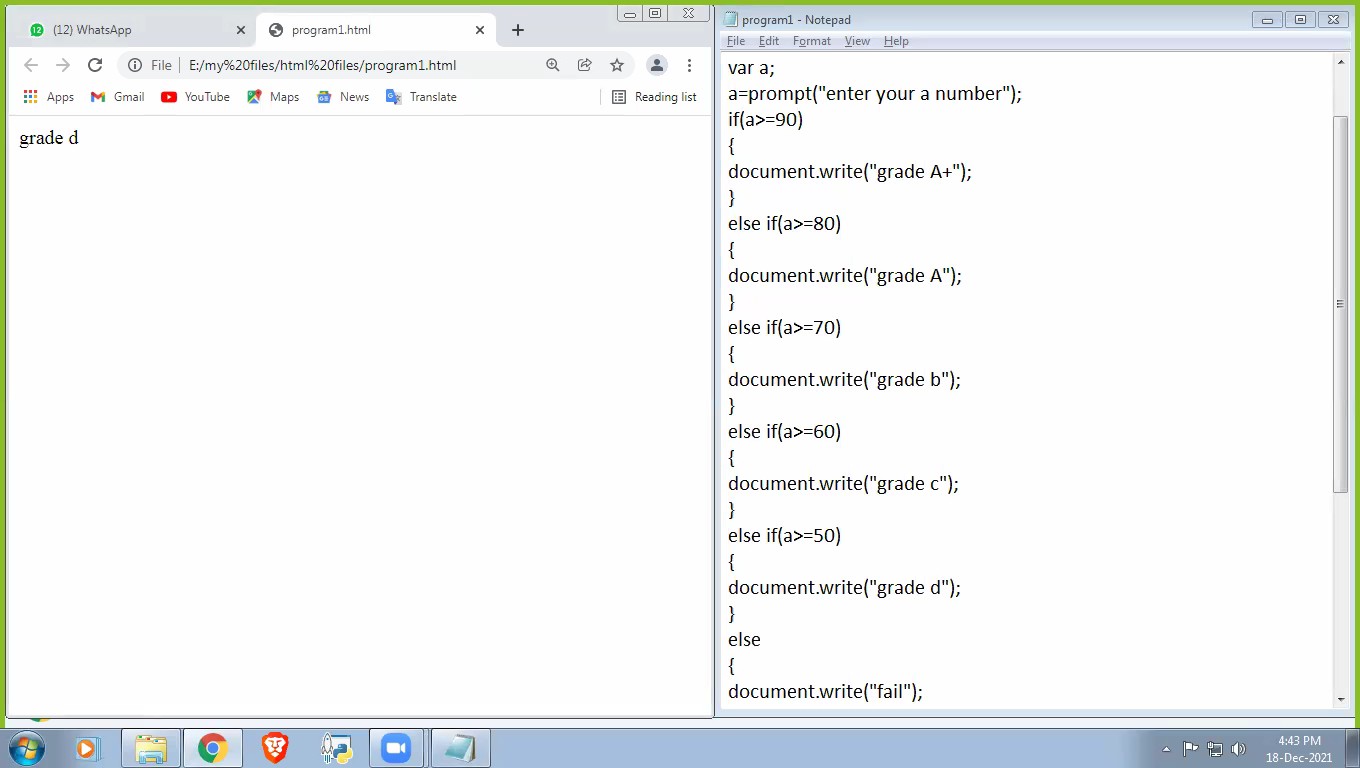 (12) WhatsApp
program1.html
File
E:/my%20files/html%20files/program1.html
Apps
Gmail
YouTube
Maps
News
Translate
Reading list
grade d
program1 - Notepad
File Edit Format View Help
var a;
a=prompt("enter your a number");
if(a>=90)
{
document.write("grade A+");
}
else if(a>=80)
{
document.write("grade A");
}
else if(a>=70)
{
document.write("grade b");
}
else if(a>=60)
{
document.write("grade c");
}
else if(a>=50)
{
document.write("grade d");
}
else
{
document.write("fail");
4:43 PM
18-Dec-2021